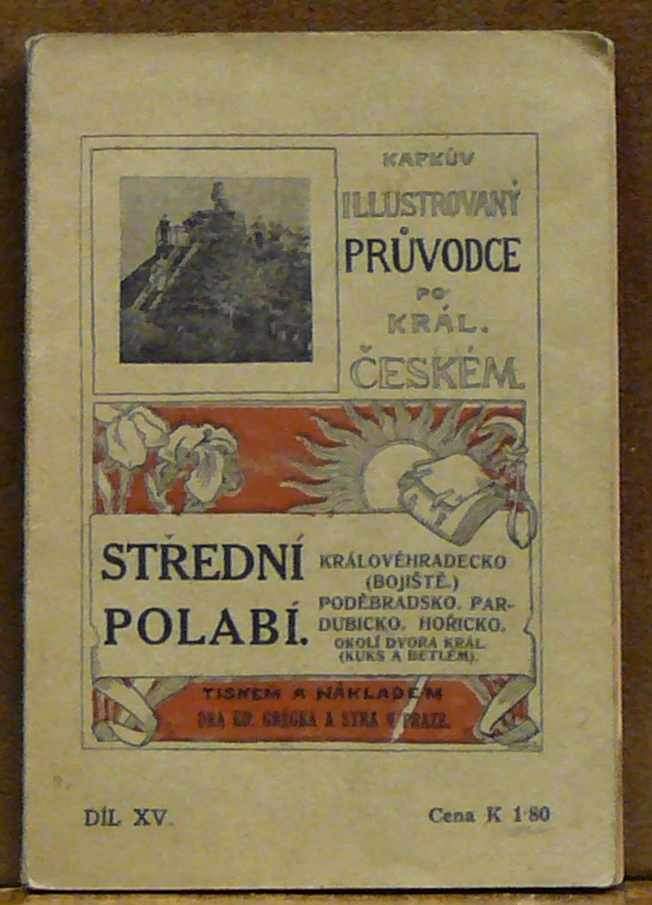 KAFKŮV
ILLUSTROVANÝ
PRŮVODCE
PO
KRÁL.
ČESKÉM.
STŘEDNÍ
POLABÍ.
KRÁLOVÉHRADECKO
(BOJIŠTĚ.)
PODĚBRADSKO. PAR-
DUBICKO. HOŘICKO.
OKOLÍ DVORA KRÁL.
(KUKS A BETLÉM).
TISKEM A NÁKLADEM
DRA ED. GRÉGRA A SYNA V PRAZE.
DÍL XV.
Cena K 1·80